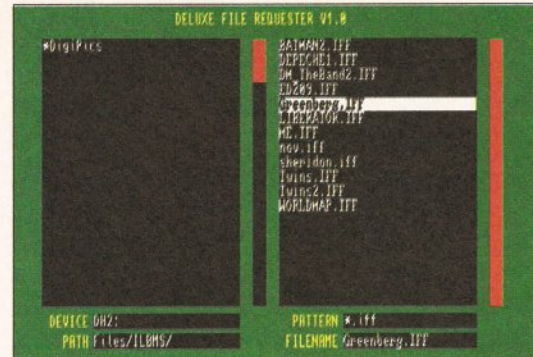 DELUXE FILE REQUESTER V1.0
*DigiPics
BATMAN2.IFF
DEPECHE1.IFF
DM_TheBand2.IFF
ED209.IFF
Greenberg.IFF
LIBERATOR.IFF
ME.IFF
nov.iff
sheridon.iff
Twins.IFF
Twins2.IFF
WORLDMAP.IFF
DEVICE DH2:
PATTERN *.iff
PATH Files/ILBMS/
FILENAME Greenberg.IFF